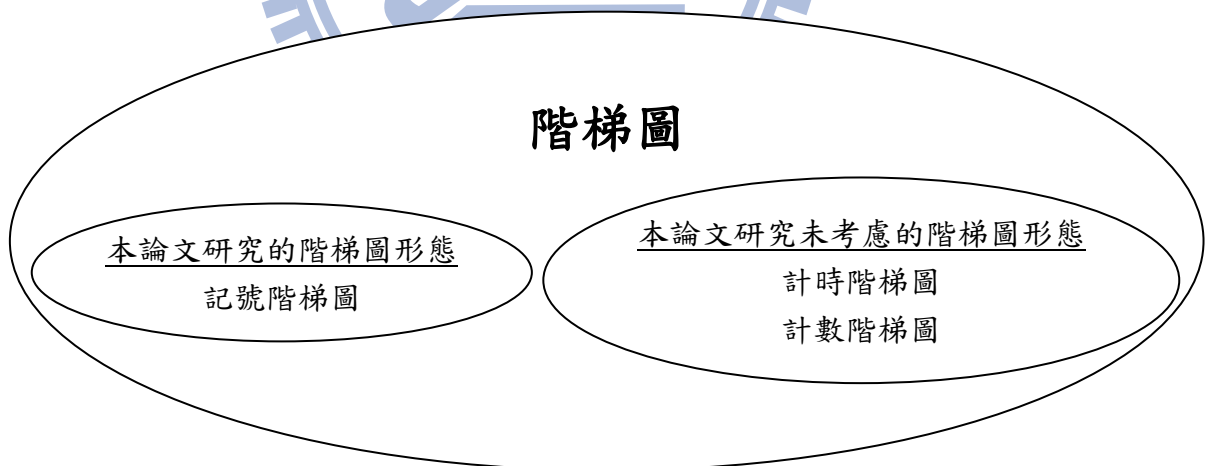 階梯圖
本論文研究的階梯圖形態
記號階梯圖
本論文研究未考慮的階梯圖形態
計時階梯圖
計數階梯圖